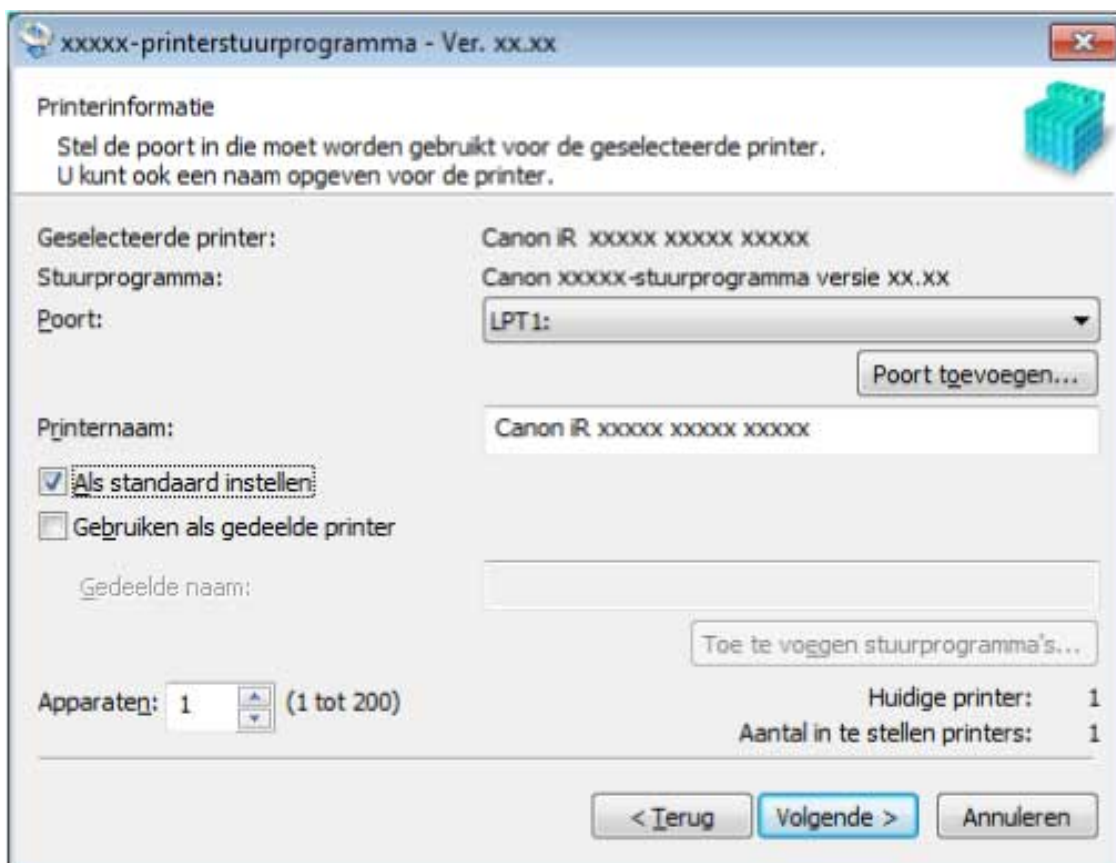 xxxxx-printerstuurprogramma - Ver. xx.xx
Printerinformatie
Stel de poort in die moet worden gebruikt voor de geselecteerde printer.
U kunt ook een naam opgeven voor de printer.
Geselecteerde printer: Canon iR xxxxx xxxxx xxxxx
Stuurprogramma: Canon xxxxx-stuurprogramma versie xx.xx
Poort: LPT1:
Poort toevoegen...
Printernaam: Canon iR xxxxx xxxxx xxxxx
Als standaard instellen
Gebruiken als gedeelde printer
Gedeelde naam:
Toe te voegen stuurprogramma's...
Apparaten: 1 (1 tot 200) Huidige printer: 1
Aantal in te stellen printers: 1
< Terug Volgende > Annuleren